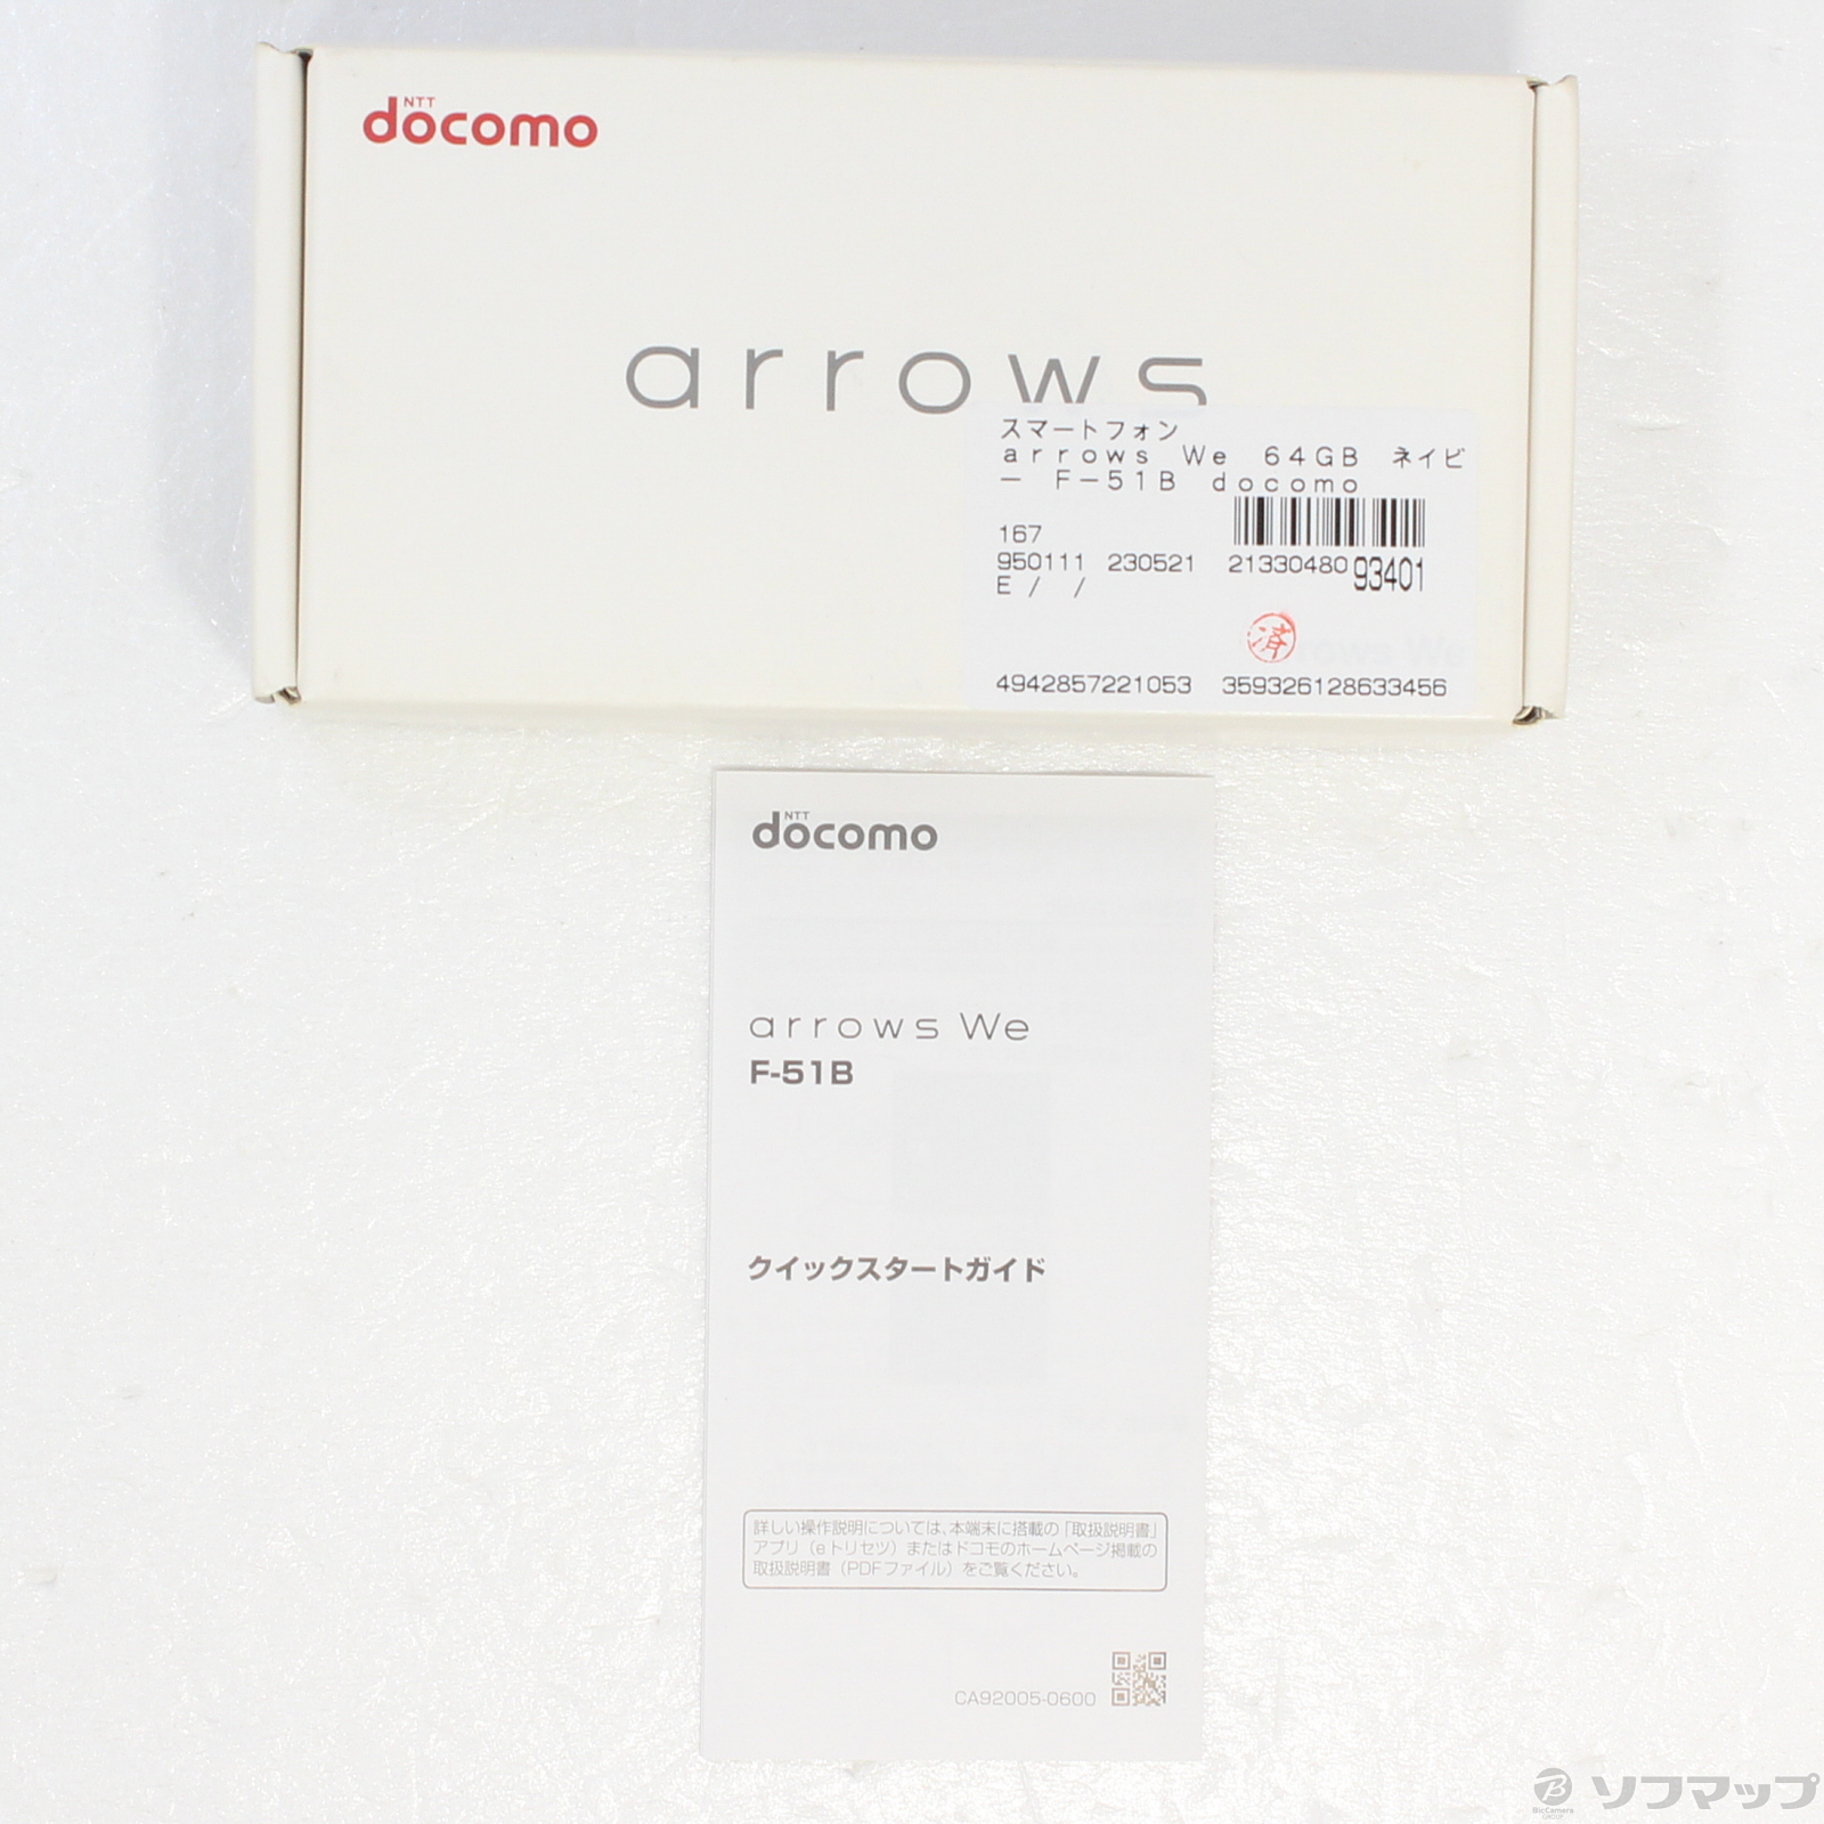 NTT
docomo
arrows
スマートフォン
arrows We 64GB ネイビ
ー F-51B docomo
167
950111 230521 2133048093401
E / /
済
rows We
4942857221053 359326128633456
NTT
docomo
arrows We
F-51B
クイックスタートガイド
詳しい操作説明については、本端末に搭載の「取扱説明書」
アプリ（eトリセツ）またはドコモのホームページ掲載の
取扱説明書（PDFファイル）をご覧ください。
CA92005-0600
BicCamera
GROUP
ソフマップ